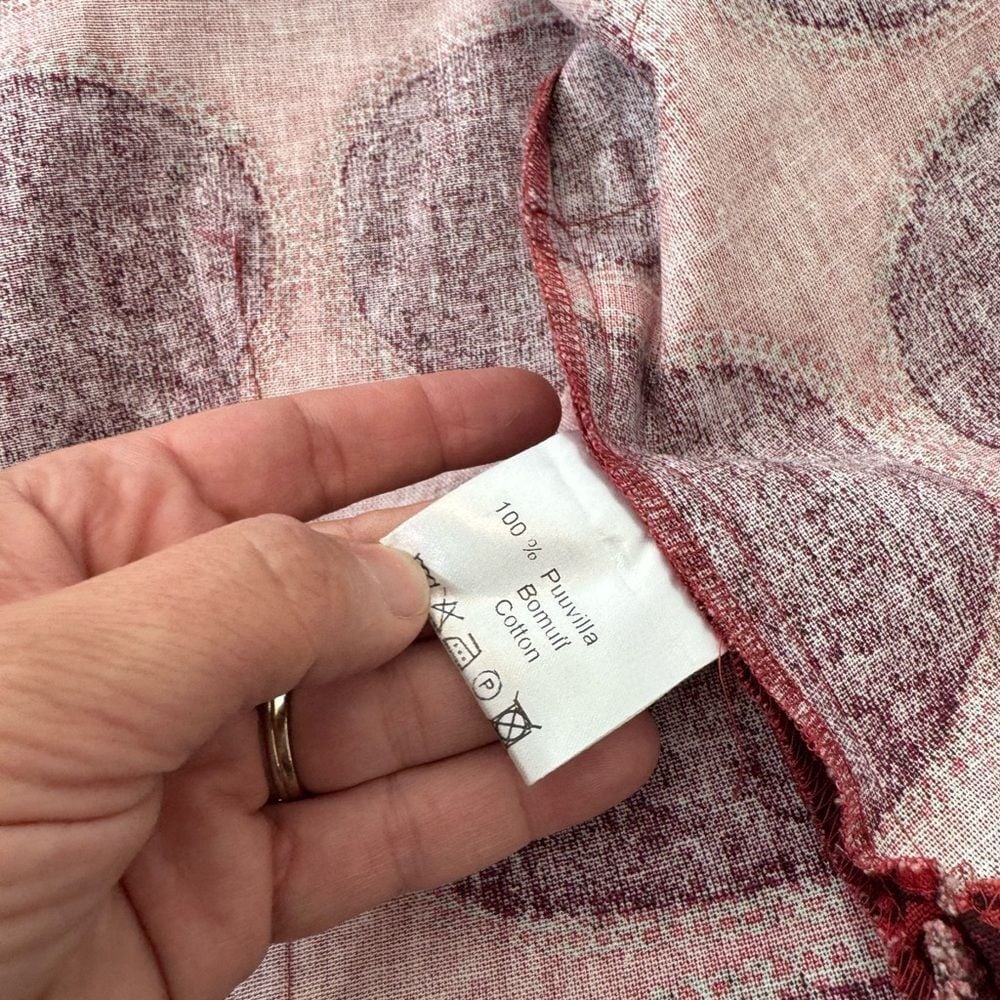 100 % Puuvilla
Bomull
Cotton
P